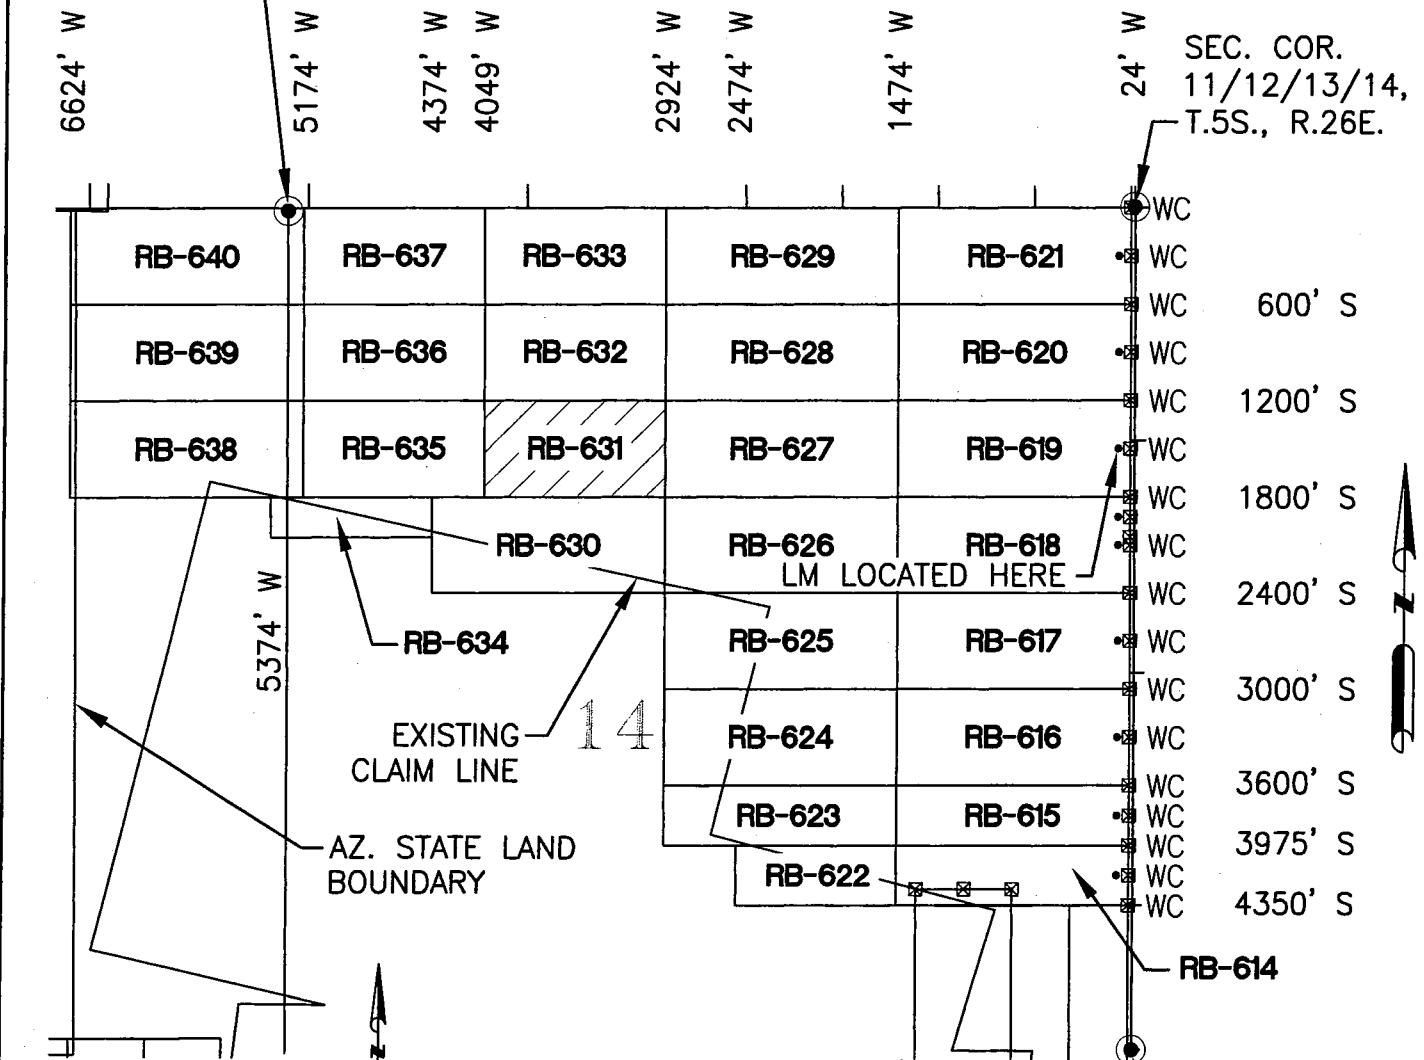 6624' W
5174' W
4374' W
4049' W
2924' W
2474' W
1474' W
24' W
SEC. COR.
11/12/13/14,
T.5S., R.26E.
WC
RB-640
RB-637
RB-633
RB-629
RB-621
WC
WC
600' S
RB-639
RB-636
RB-632
RB-628
RB-620
WC
WC
1200' S
RB-638
RB-635
RB-631
RB-627
RB-619
WC
WC
1800' S
RB-630
RB-626
RB-618
WC
LM LOCATED HERE
WC
2400' S
5374' W
RB-634
RB-625
RB-617
WC
WC
3000' S
EXISTING
CLAIM LINE
14
RB-624
RB-616
WC
WC
3600' S
RB-623
RB-615
WC
WC
3975' S
AZ. STATE LAND
BOUNDARY
RB-622
WC
WC
4350' S
RB-614
N
N